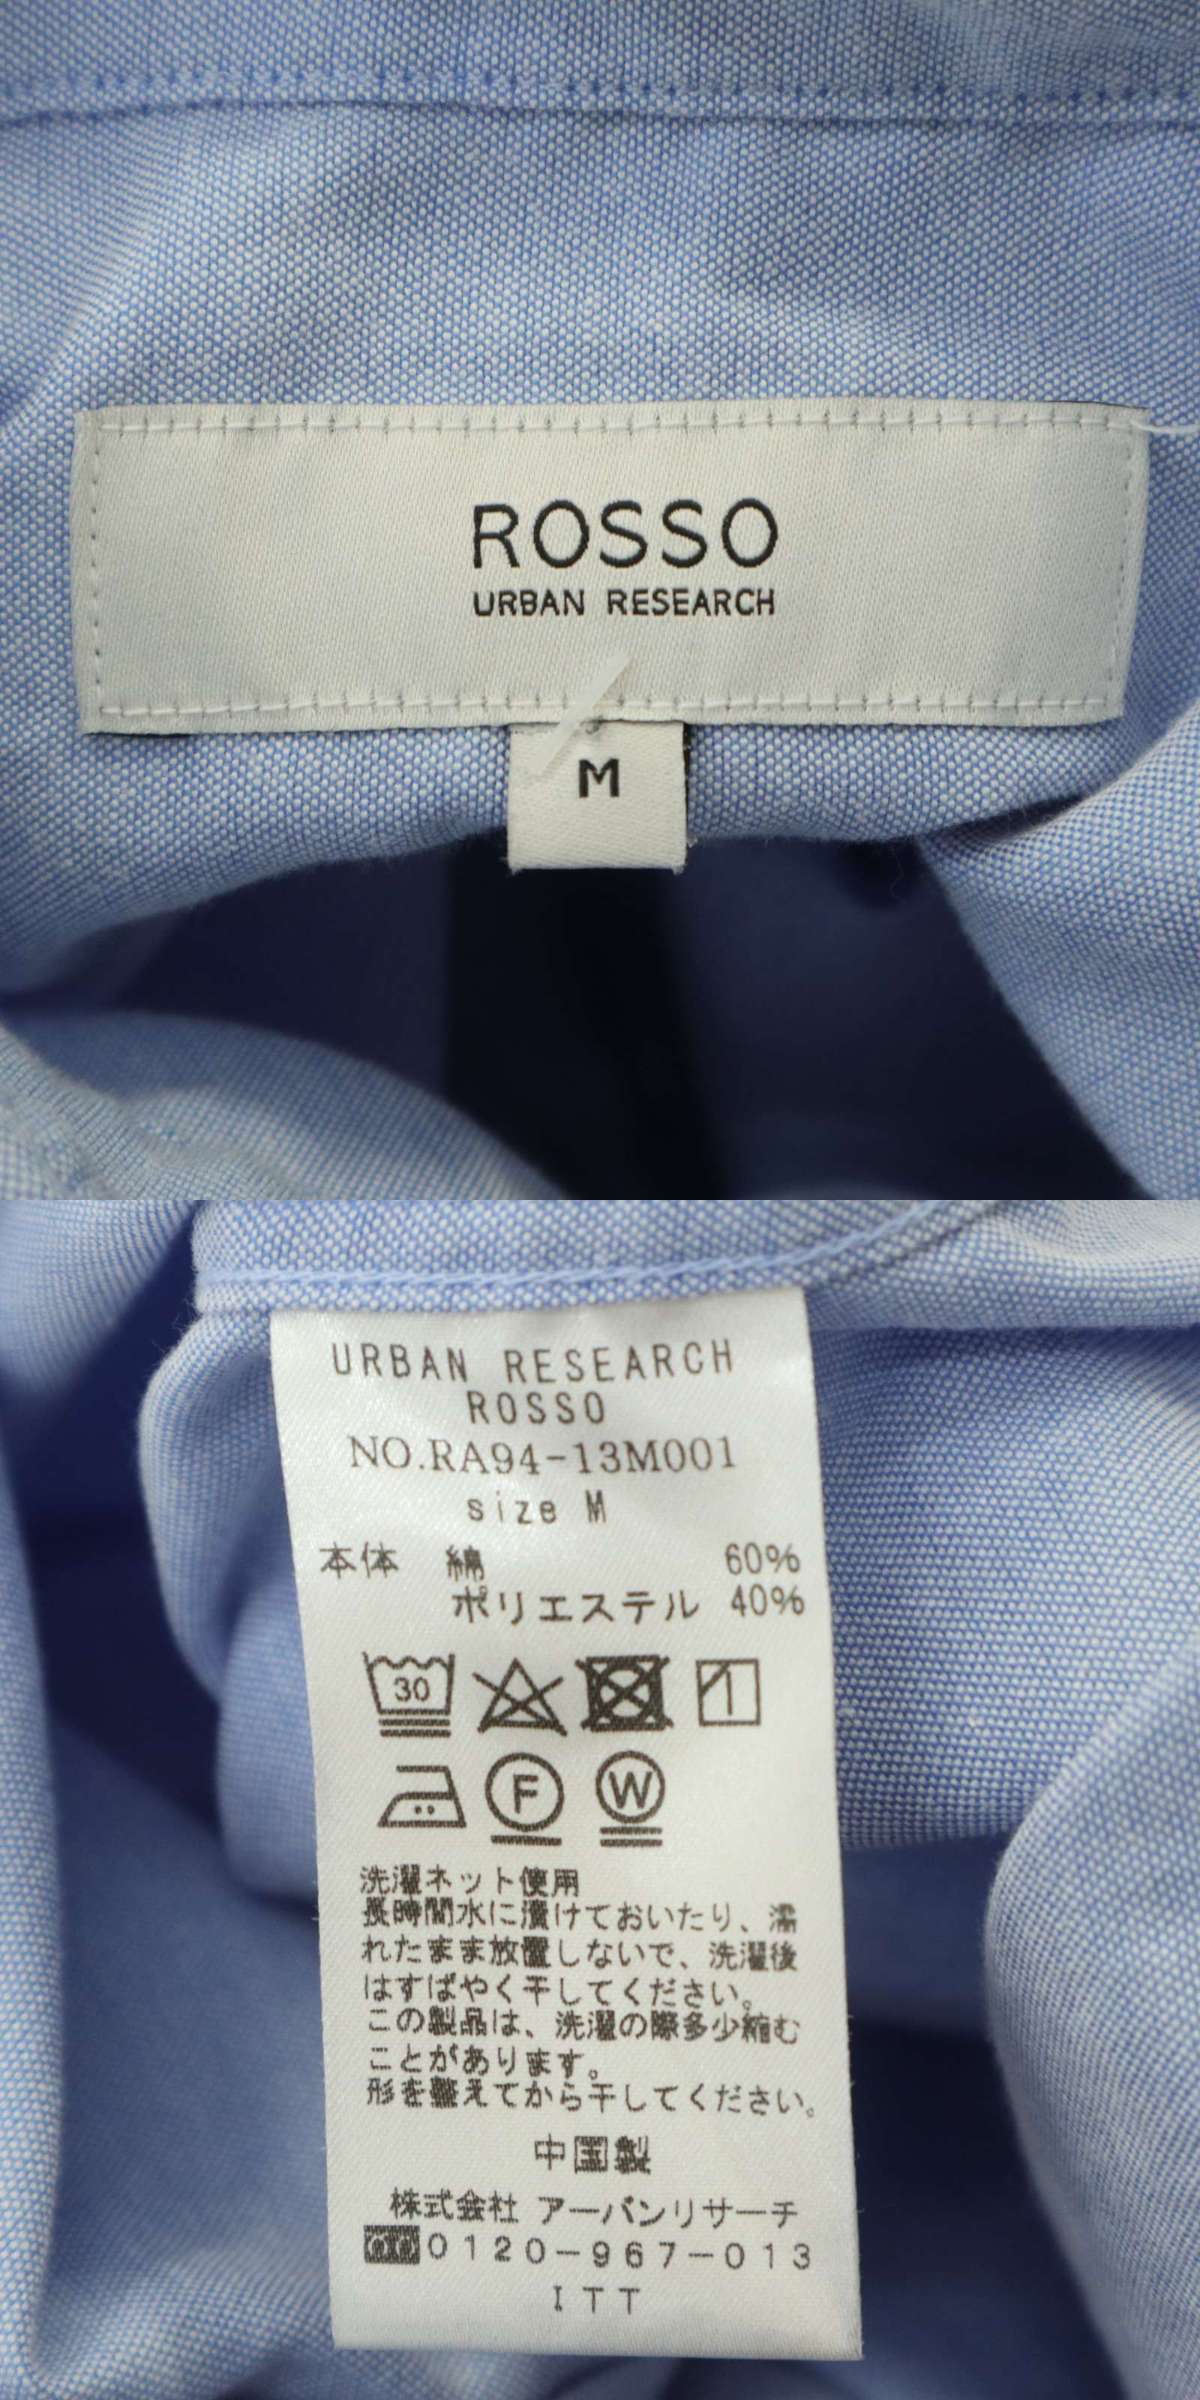 ROSSO
URBAN RESEARCH
M
URBAN RESEARCH
ROSSO
NO.RA94-13M001
size M
本体 綿 60%
ポリエステル 40%
30
F
W
洗濯ネット使用
長時間水に漬けておいたり、濡
れたまま放置しないで、洗濯後
はすばやく干してください。
この製品は、洗濯の際多少縮む
ことがあります。
形を整えてから干してください。
中国製
株式会社 アーバンリサーチ
0120-967-013
ITT